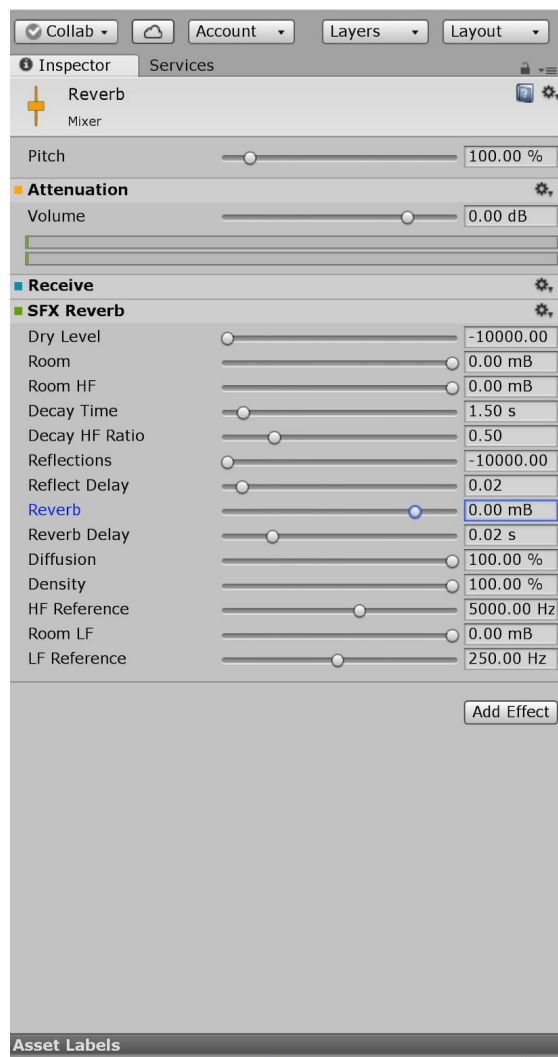 Collab Account Layers Layout
Inspector Services
Reverb
Mixer
Pitch 100.00 %
Attenuation
Volume 0.00 dB
Receive
SFX Reverb
Dry Level -10000.00
Room 0.00 mB
Room HF 0.00 mB
Decay Time 1.50 s
Decay HF Ratio 0.50
Reflections -10000.00
Reflect Delay 0.02
Reverb 0.00 mB
Reverb Delay 0.02 s
Diffusion 100.00 %
Density 100.00 %
HF Reference 5000.00 Hz
Room LF 0.00 mB
LF Reference 250.00 Hz
Add Effect
Asset Labels